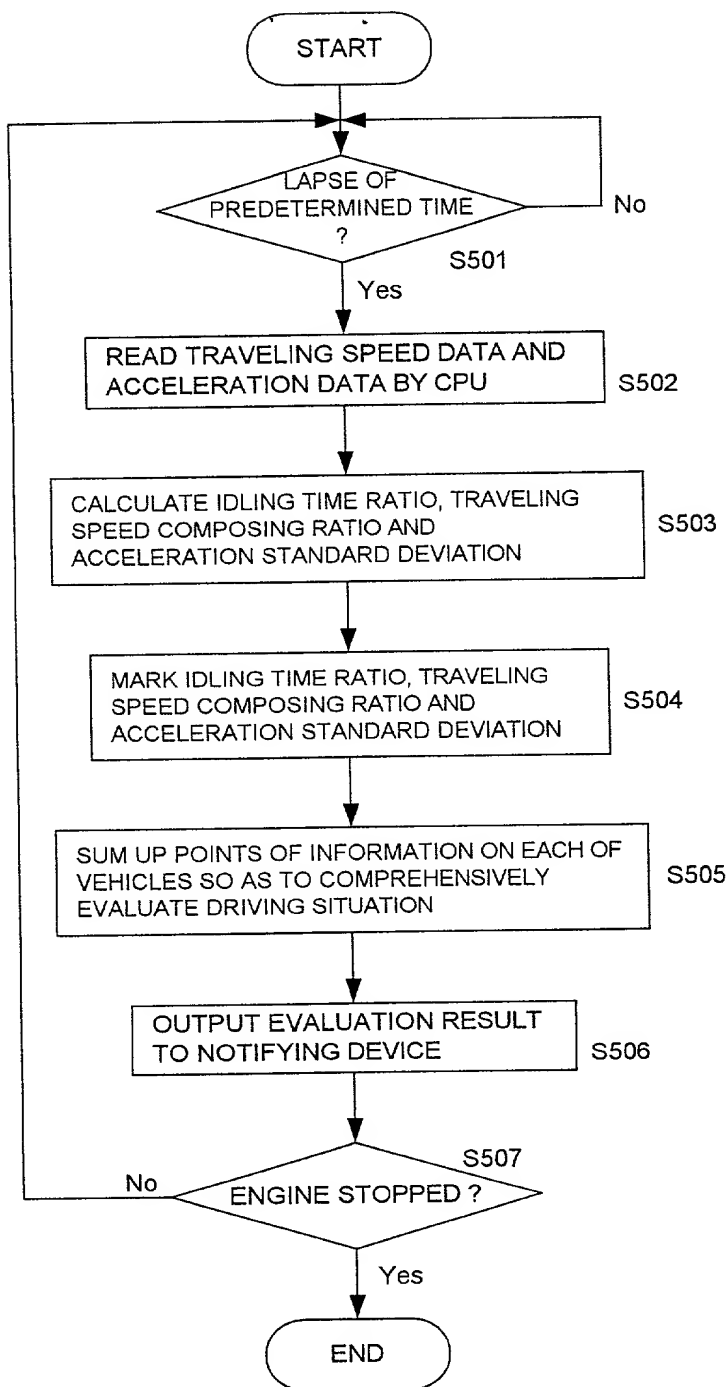 START
LAPSE OF
PREDETERMINED TIME
?
No
S501
Yes
READ TRAVELING SPEED DATA AND
ACCELERATION DATA BY CPU
S502
CALCULATE IDLING TIME RATIO, TRAVELING
SPEED COMPOSING RATIO AND
ACCELERATION STANDARD DEVIATION
S503
MARK IDLING TIME RATIO, TRAVELING
SPEED COMPOSING RATIO AND
ACCELERATION STANDARD DEVIATION
S504
SUM UP POINTS OF INFORMATION ON EACH OF
VEHICLES SO AS TO COMPREHENSIVELY
EVALUATE DRIVING SITUATION
S505
OUTPUT EVALUATION RESULT
TO NOTIFYING DEVICE
S506
S507
No
ENGINE STOPPED ?
Yes
END